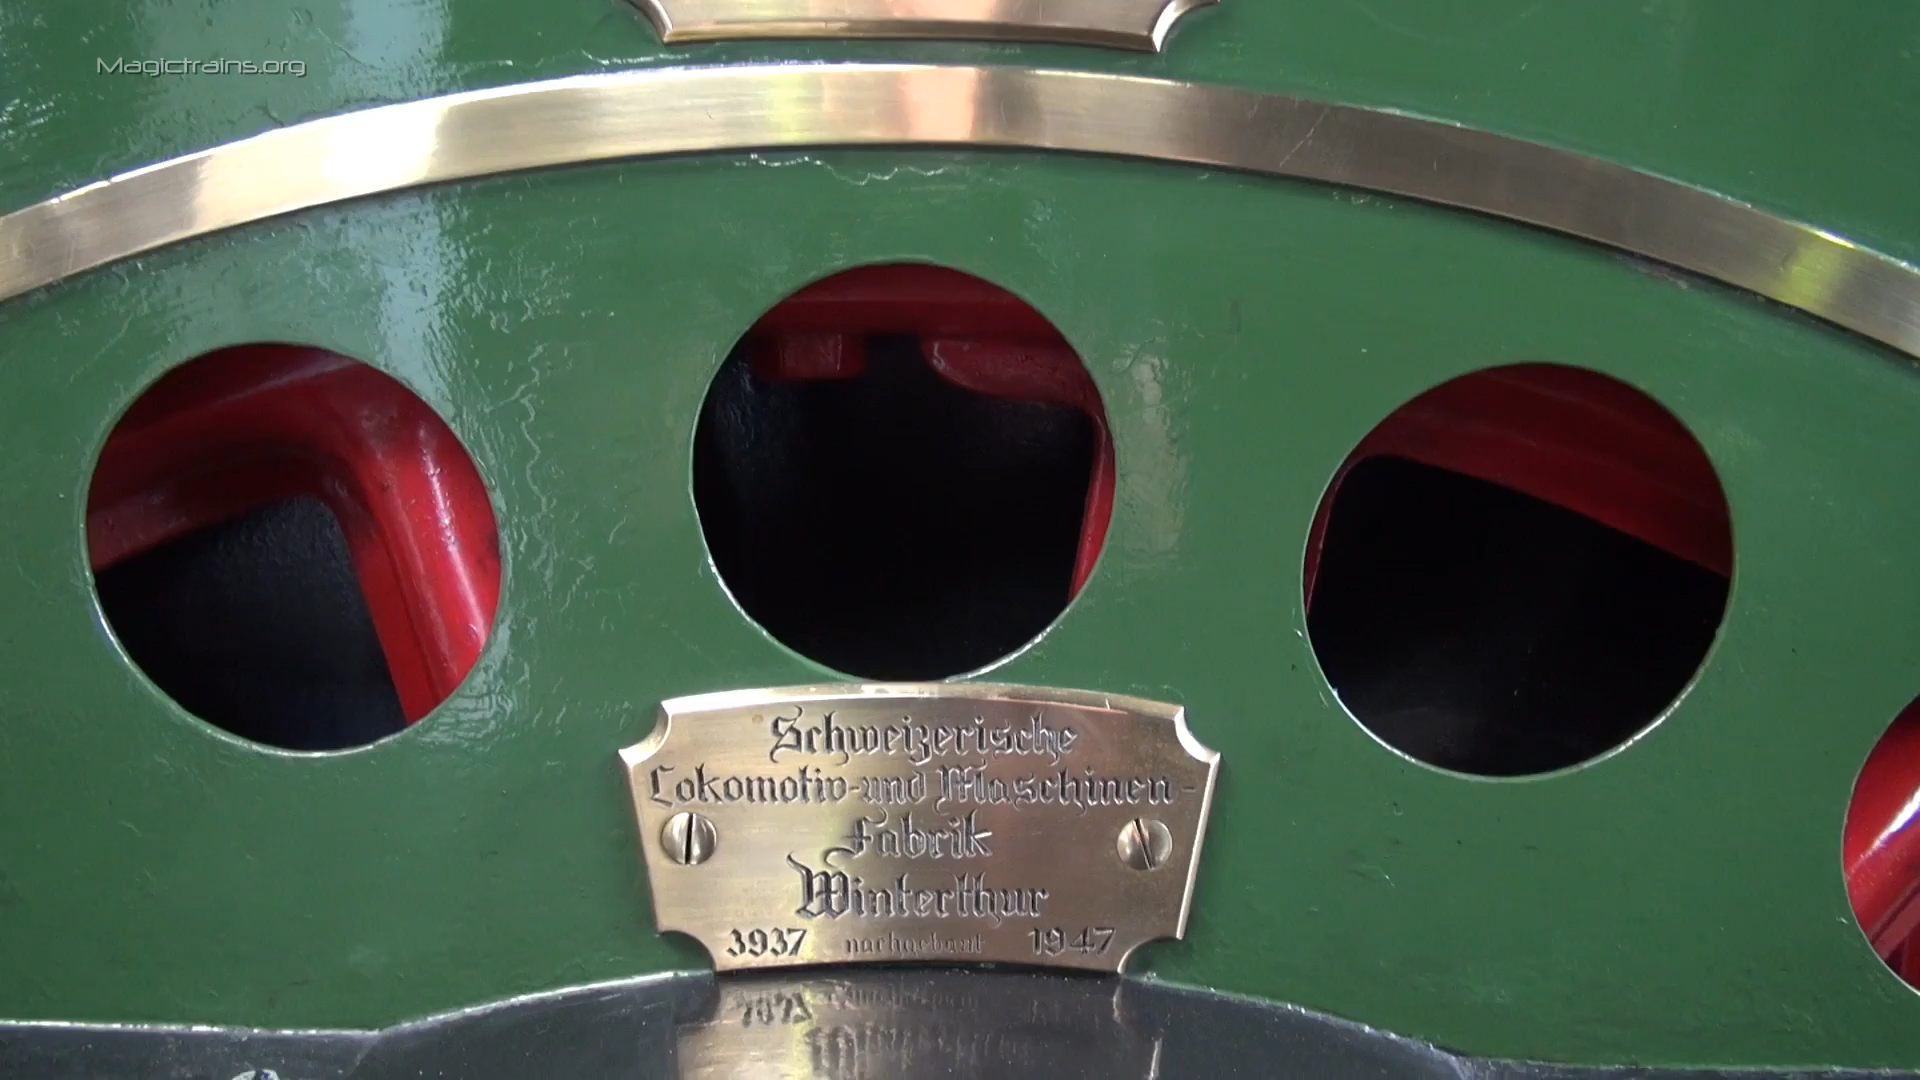 Magictrains.org
Schweizerische
Lokomotiv-und Maschinen-
Fabrik
Winterthur
3937 nachgebaut 1947